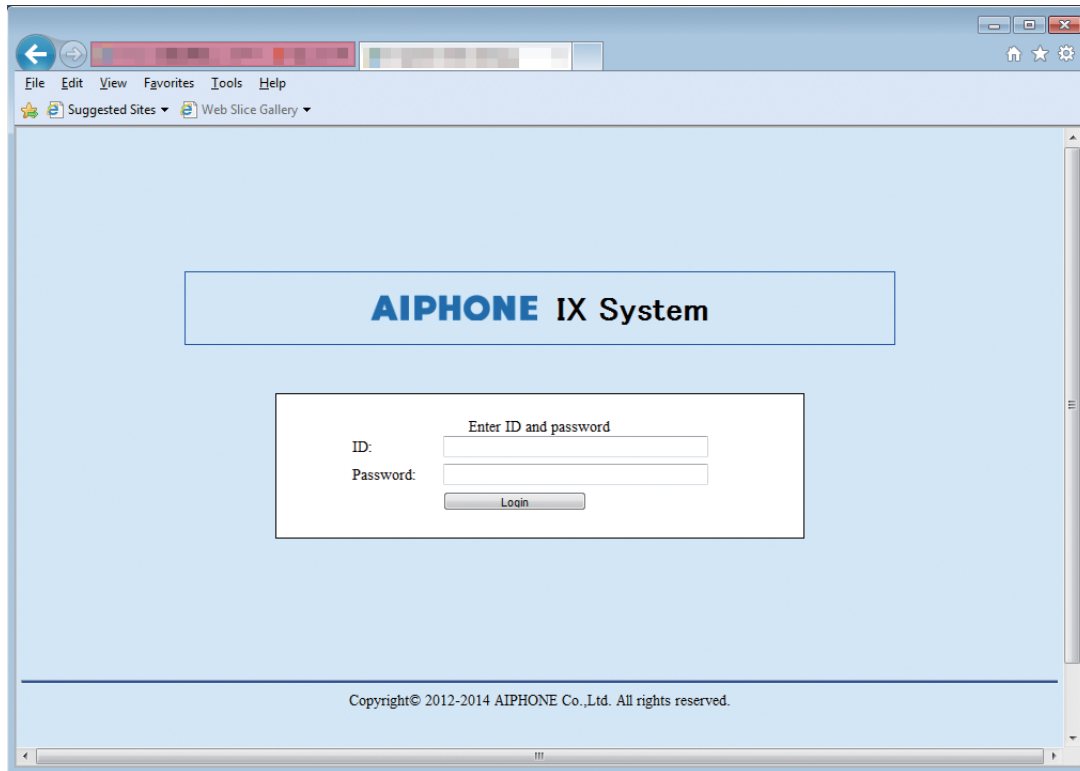 File Edit View Favorites Tools Help
Suggested Sites Web Slice Gallery
AIPHONE IX System
Enter ID and password
ID:
Password:
Login
Copyright© 2012-2014 AIPHONE Co.,Ltd. All rights reserved.